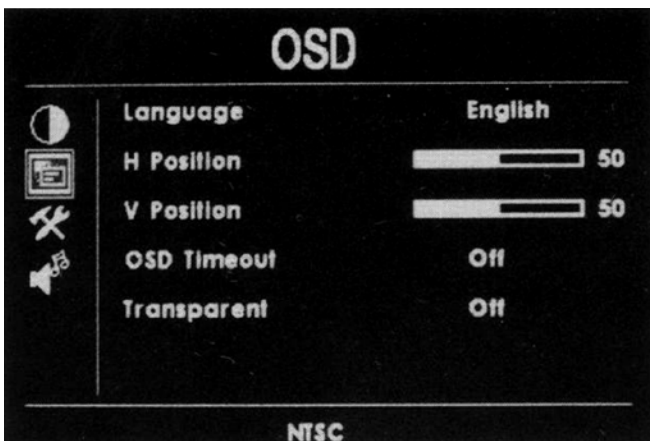 OSD
Language English
H Position 50
V Position 50
OSD Timeout Off
Transparent Off
NTSC